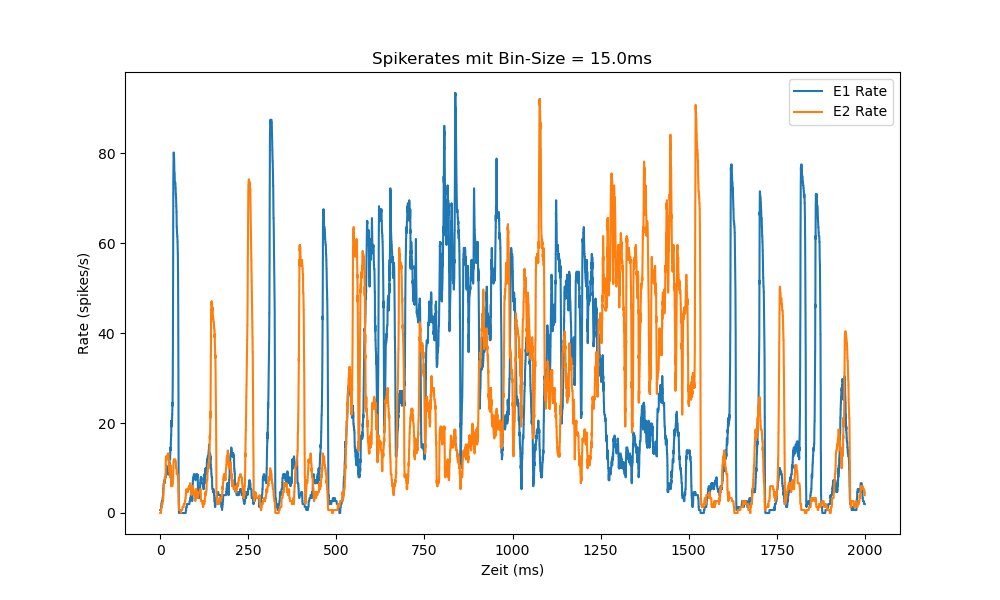 Spikerates mit Bin-Size = 15.0ms
E1 Rate
E2 Rate
Rate (spikes/s)
80
60
40
20
0
0 250 500 750 1000 1250 1500 1750 2000
Zeit (ms)